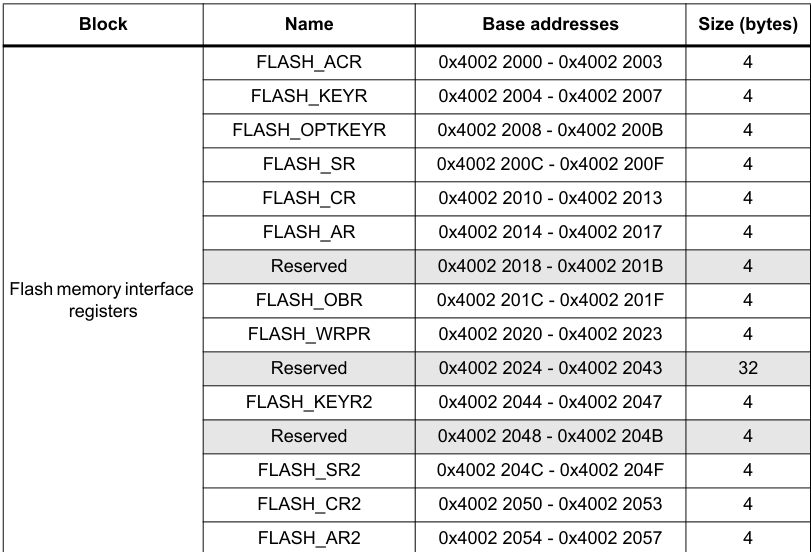 Block Name Base addresses Size (bytes)
FLASH_ACR 0x4002 2000 - 0x4002 2003 4
FLASH_KEYR 0x4002 2004 - 0x4002 2007 4
FLASH_OPTKEYR 0x4002 2008 - 0x4002 200B 4
FLASH_SR 0x4002 200C - 0x4002 200F 4
FLASH_CR 0x4002 2010 - 0x4002 2013 4
FLASH_AR 0x4002 2014 - 0x4002 2017 4
Reserved 0x4002 2018 - 0x4002 201B 4
Flash memory interface
registers
FLASH_OBR 0x4002 201C - 0x4002 201F 4
FLASH_WRPR 0x4002 2020 - 0x4002 2023 4
Reserved 0x4002 2024 - 0x4002 2043 32
FLASH_KEYR2 0x4002 2044 - 0x4002 2047 4
Reserved 0x4002 2048 - 0x4002 204B 4
FLASH_SR2 0x4002 204C - 0x4002 204F 4
FLASH_CR2 0x4002 2050 - 0x4002 2053 4
FLASH_AR2 0x4002 2054 - 0x4002 2057 4